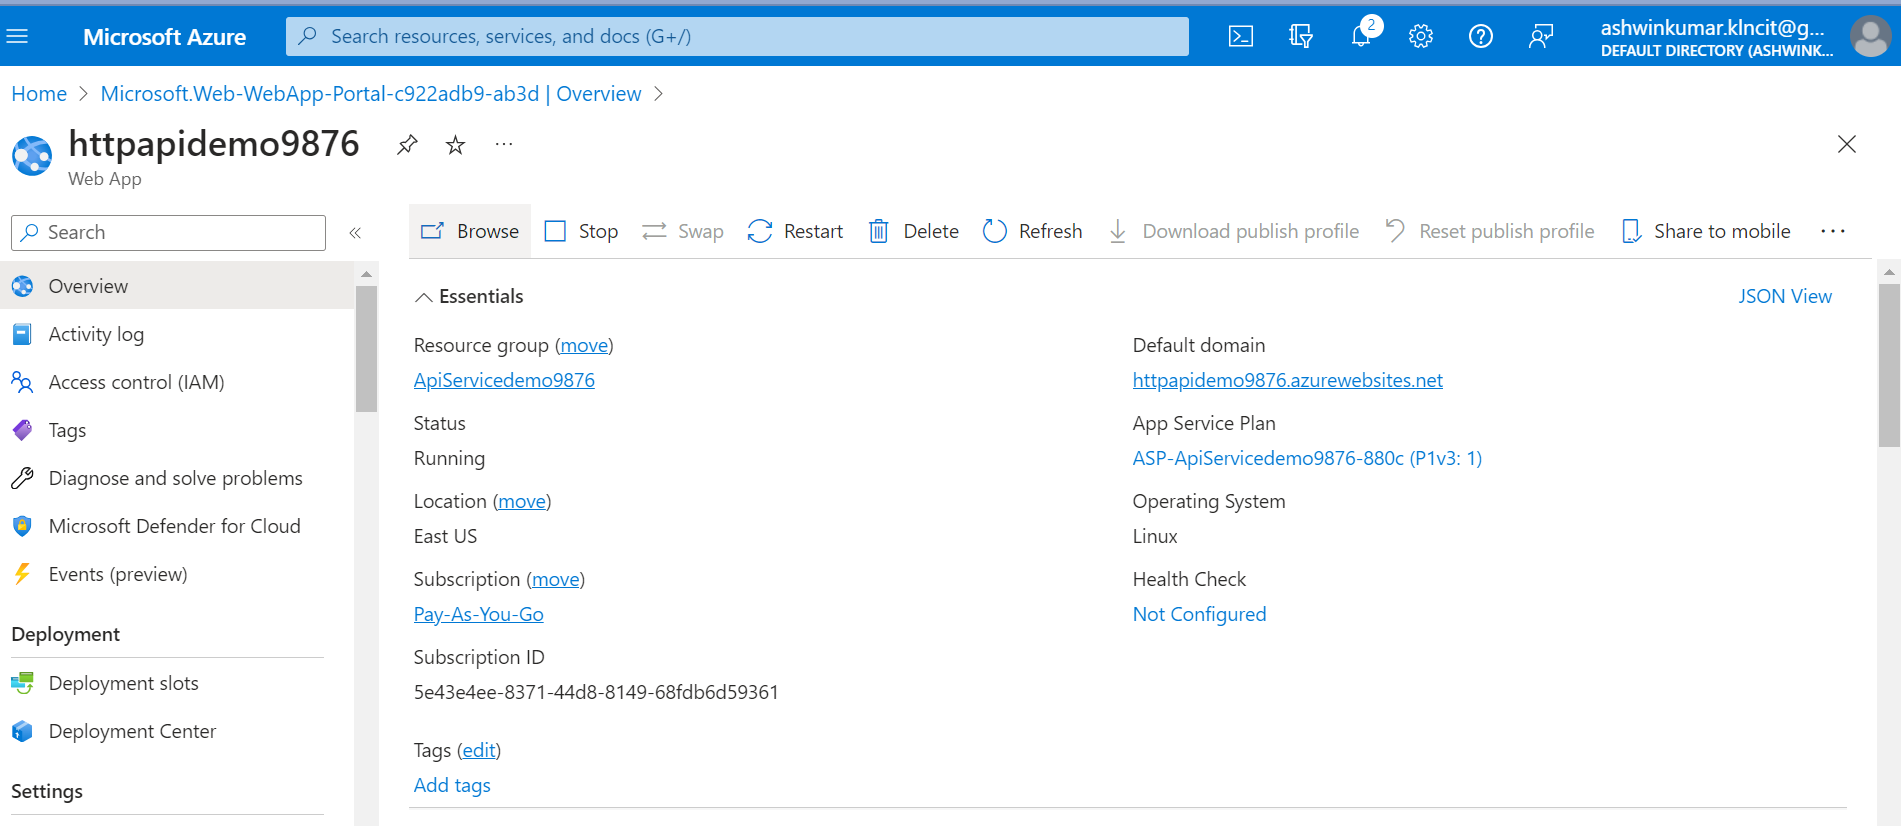 Microsoft Azure
Search resources, services, and docs (G+/)
2
ashwinkumar.klncit@g...
DEFAULT DIRECTORY (ASHWINK...
Home > Microsoft.Web-WebApp-Portal-c922adb9-ab3d | Overview >
httpapidemo9876
Web App
Search
Overview
Activity log
Access control (IAM)
Tags
Diagnose and solve problems
Microsoft Defender for Cloud
Events (preview)
Deployment
Deployment slots
Deployment Center
Settings
Browse Stop Swap Restart Delete Refresh Download publish profile Reset publish profile Share to mobile ...
Essentials
JSON View
Resource group (move)
ApiServicedemo9876
Status
Running
Location (move)
East US
Subscription (move)
Pay-As-You-Go
Subscription ID
5e43e4ee-8371-44d8-8149-68fdb6d59361
Default domain
httpapidemo9876.azurewebsites.net
App Service Plan
ASP-ApiServicedemo9876-880c (P1v3: 1)
Operating System
Linux
Health Check
Not Configured
Tags (edit)
Add tags